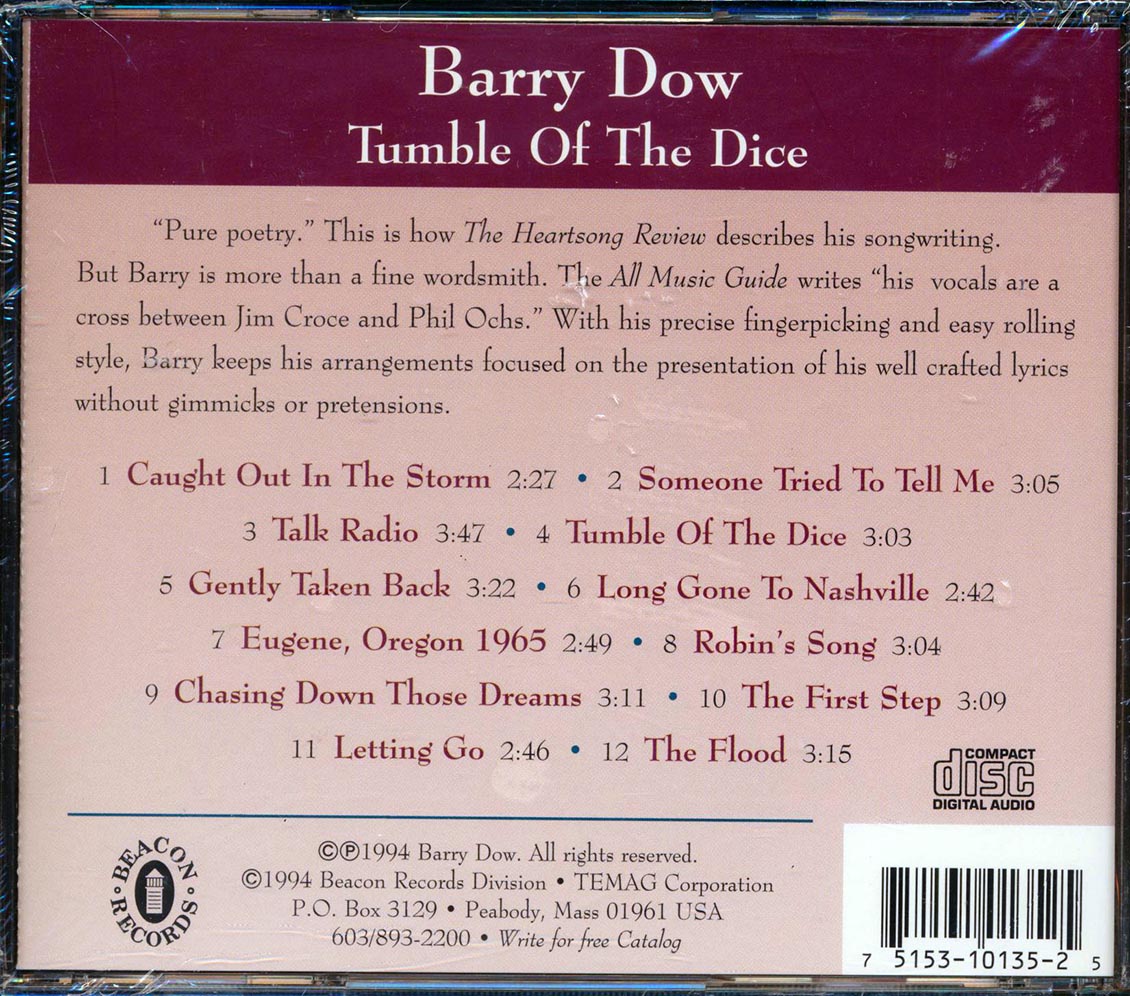 Barry Dow
Tumble Of The Dice
“Pure poetry.” This is how The Heartsong Review describes his songwriting.
But Barry is more than a fine wordsmith. The All Music Guide writes “his vocals are a
cross between Jim Croce and Phil Ochs.” With his precise fingerpicking and easy rolling
style, Barry keeps his arrangements focused on the presentation of his well crafted lyrics
without gimmicks or pretensions.
1 Caught Out In The Storm 2:27 • 2 Someone Tried To Tell Me 3:05
3 Talk Radio 3:47 • 4 Tumble Of The Dice 3:03
5 Gently Taken Back 3:22 • 6 Long Gone To Nashville 2:42
7 Eugene, Oregon 1965 2:49 • 8 Robin's Song 3:04
9 Chasing Down Those Dreams 3:11 • 10 The First Step 3:09
11 Letting Go 2:46 • 12 The Flood 3:15
COMPACT
disc
DIGITAL AUDIO
BEACON
RECORDS
©℗1994 Barry Dow. All rights reserved.
©1994 Beacon Records Division • TEMAG Corporation
P.O. Box 3129 • Peabody, Mass 01961 USA
603/893-2200 • Write for free Catalog
7 5153-10135-2 5